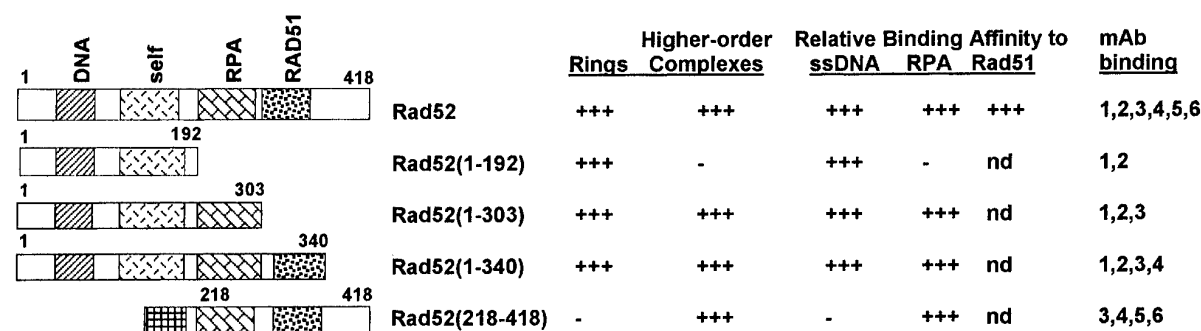 DNA self RPA RAD51
Higher-order Relative Binding Affinity to mAb
Rings Complexes ssDNA RPA Rad51 binding
1 418
Rad52 +++ +++ +++ +++ +++ 1,2,3,4,5,6
1 192
Rad52(1-192) +++ - +++ - nd 1,2
1 303
Rad52(1-303) +++ +++ +++ +++ nd 1,2,3
1 340
Rad52(1-340) +++ +++ +++ +++ nd 1,2,3,4
218 418
Rad52(218-418) - +++ - +++ nd 3,4,5,6